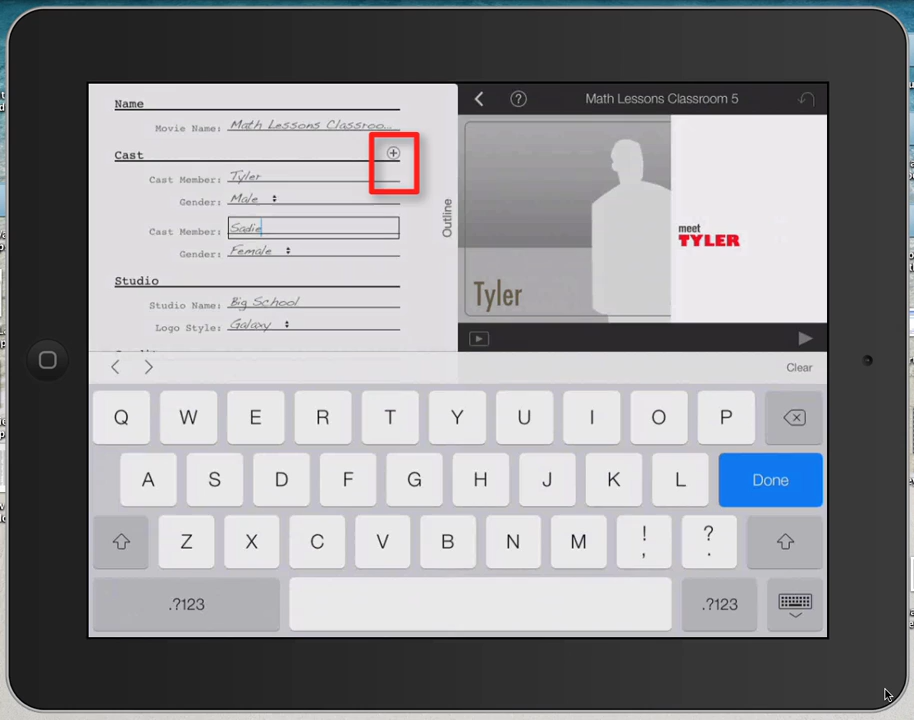 Name
Movie Name: Math Lessons Classroo...
Cast
Cast Member: Tyler
Gender: Male
Cast Member: Sadie
Gender: Female
Studio
Studio Name: Big School
Logo Style: Galaxy
Outline
?
Math Lessons Classroom 5
Tyler
meet
TYLER
Clear
Q W E R T Y U I O P
A S D F G H J K L Done
Z X C V B N M ! , ? .
.?123 .?123